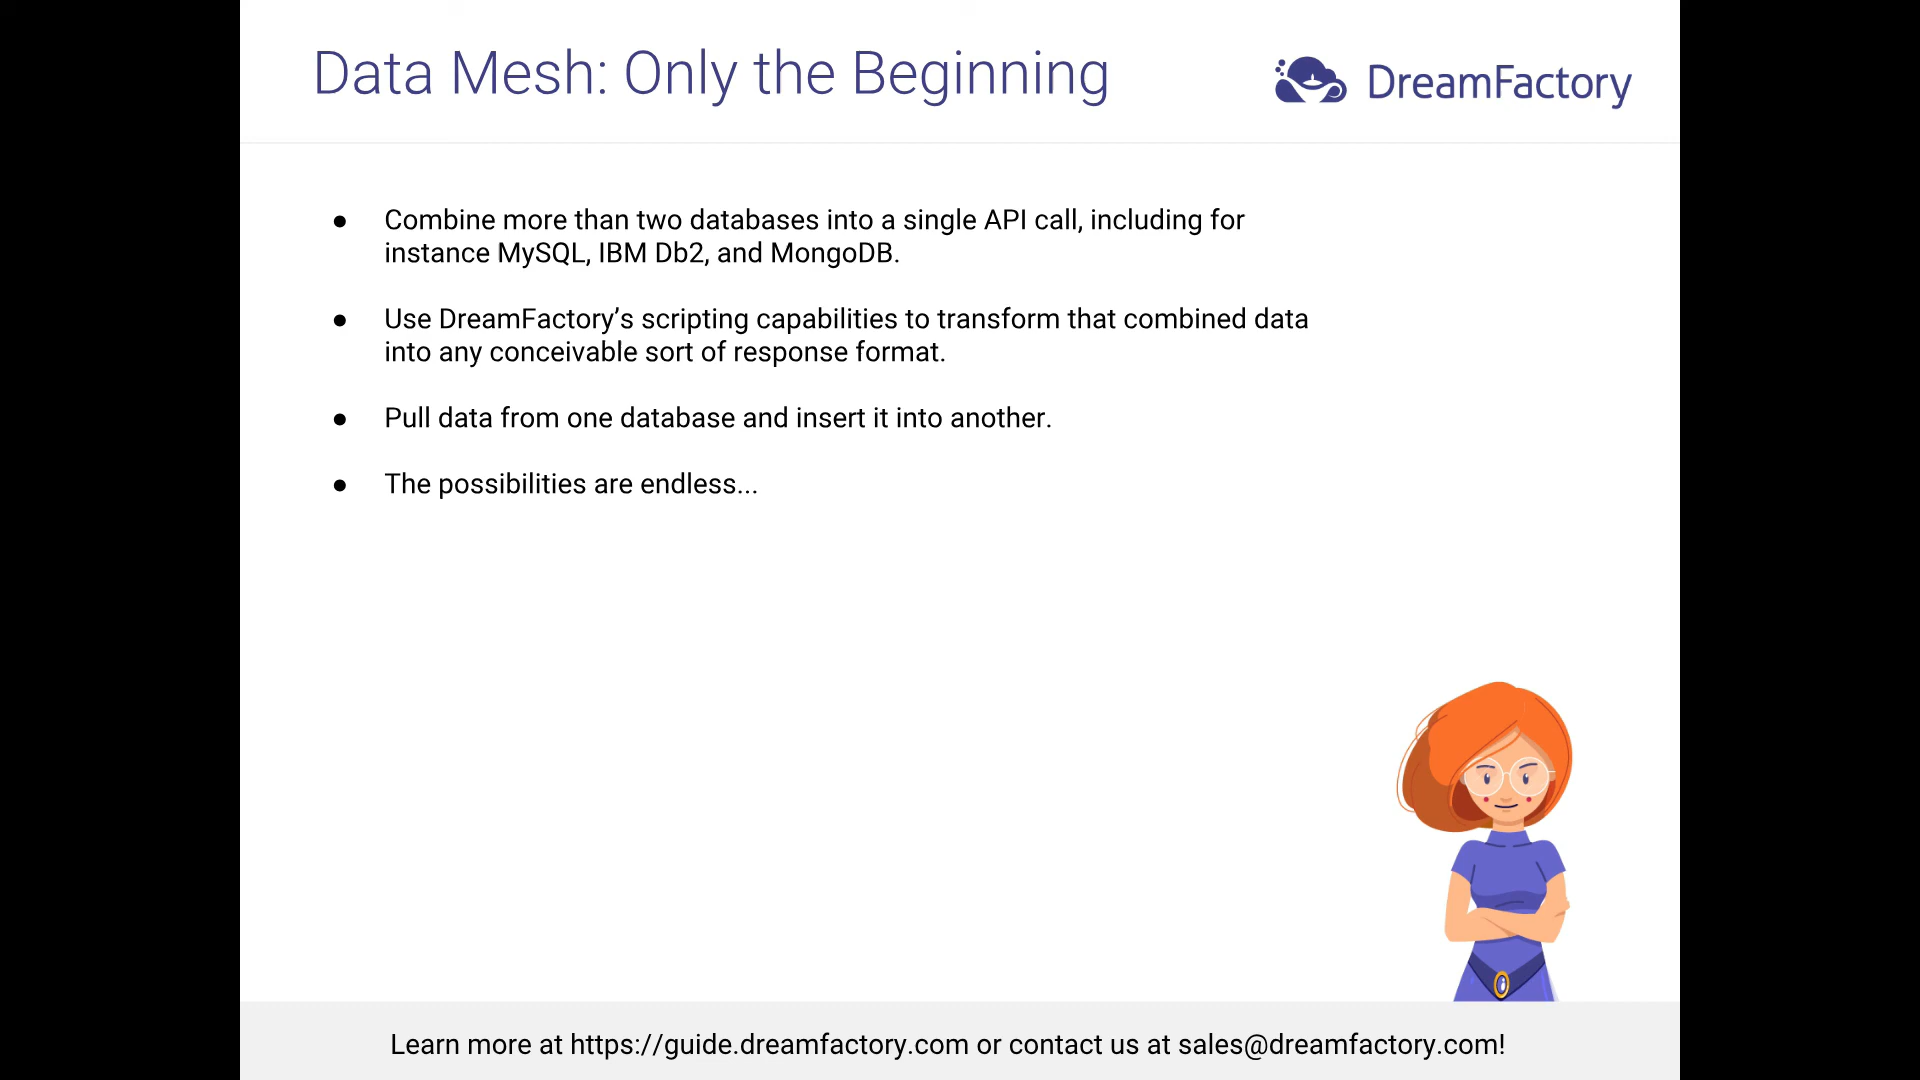 Data Mesh: Only the Beginning
DreamFactory
● Combine more than two databases into a single API call, including for
instance MySQL, IBM Db2, and MongoDB.
● Use DreamFactory’s scripting capabilities to transform that combined data
into any conceivable sort of response format.
● Pull data from one database and insert it into another.
● The possibilities are endless...
Learn more at https://guide.dreamfactory.com or contact us at sales@dreamfactory.com!